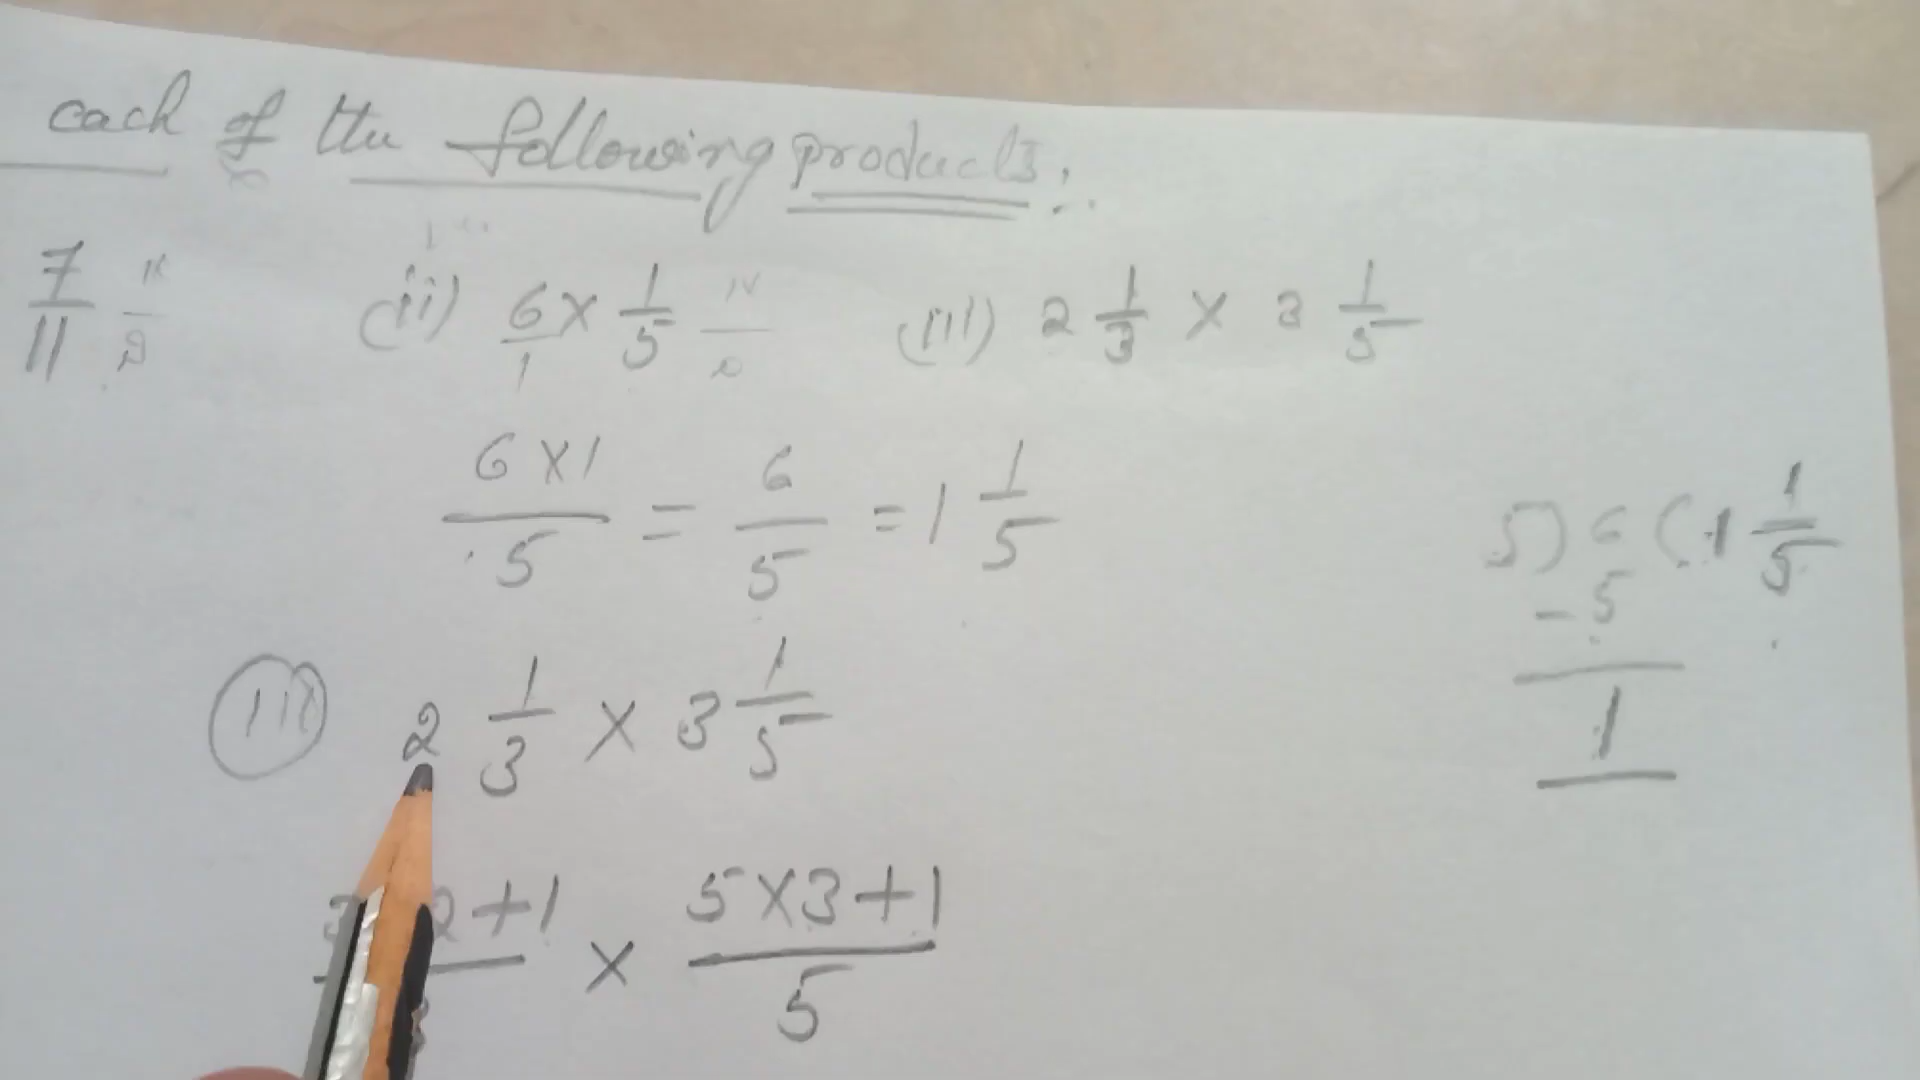 each of the following products:
7/11 (ii) 6/1 × 1/5 (iii) 2 1/3 × 3 1/5
6×1/5 = 6/5 = 1 1/5
5) 6 (1 1/5
- 5
1
(iii) 2 1/3 × 3 1/5
2+1 × 5×3+1/5